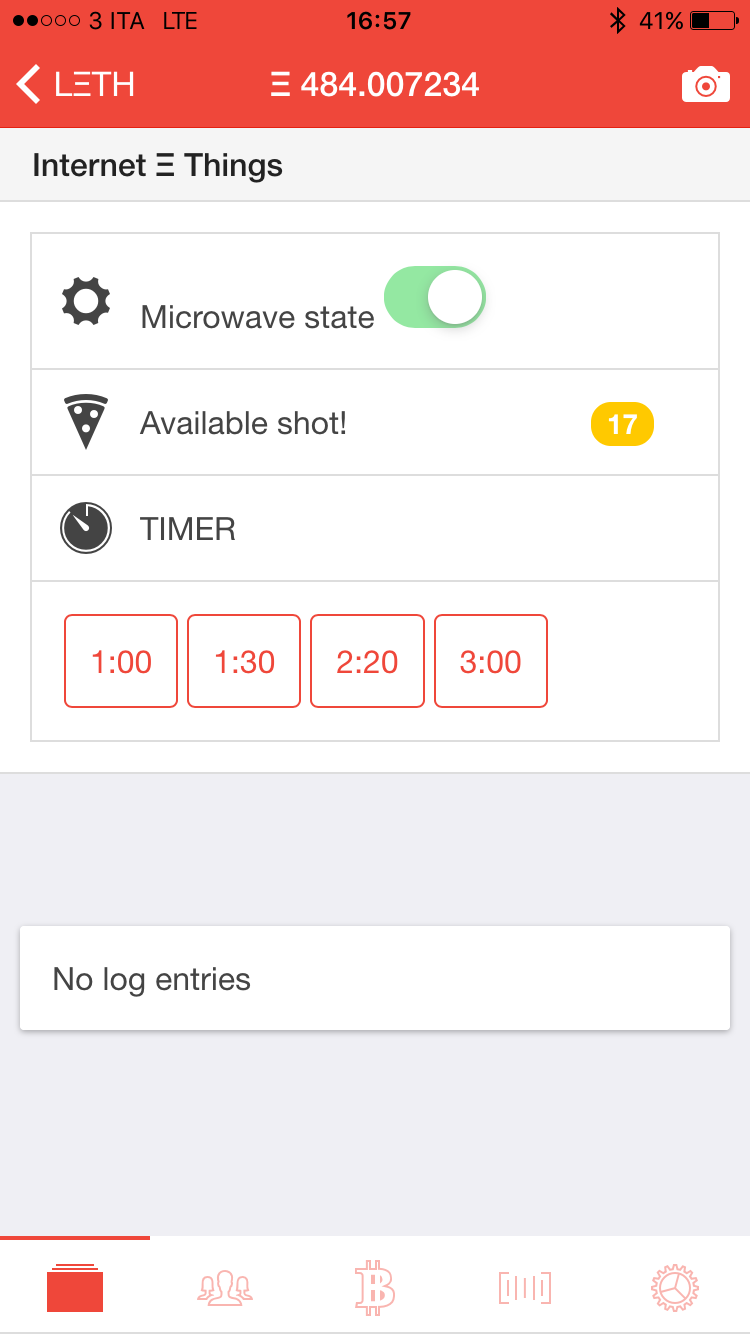 3 ITA LTE 16:57 41%
LΞTH Ξ 484.007234
Internet Ξ Things
Microwave state
Available shot! 17
TIMER
1:00 1:30 2:20 3:00
No log entries